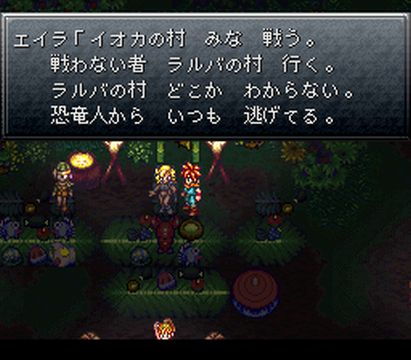 エイラ「イオカの村 みな 戦う。
戦わない者 ラルバの村 行く。
ラルバの村 どこか わからない。
恐竜人から いつも 逃げてる。